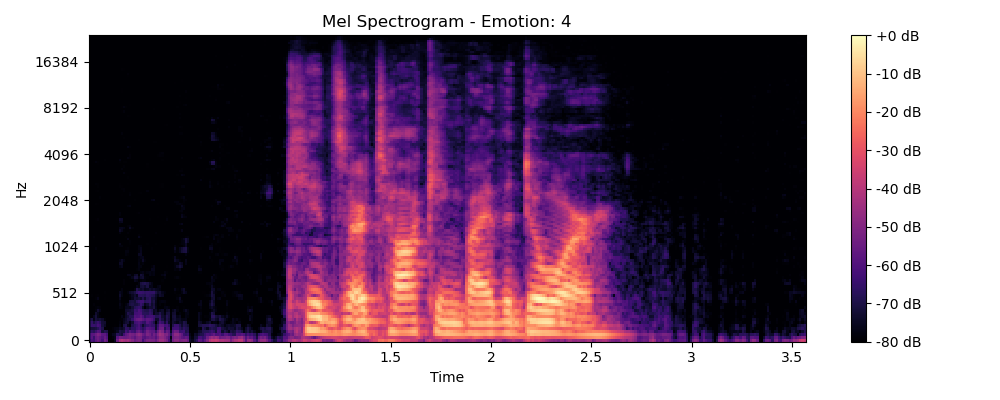 Mel Spectrogram - Emotion: 4
Hz
16384
8192
4096
2048
1024
512
0
0 0.5 1 1.5 2 2.5 3 3.5
Time
+0 dB
-10 dB
-20 dB
-30 dB
-40 dB
-50 dB
-60 dB
-70 dB
-80 dB